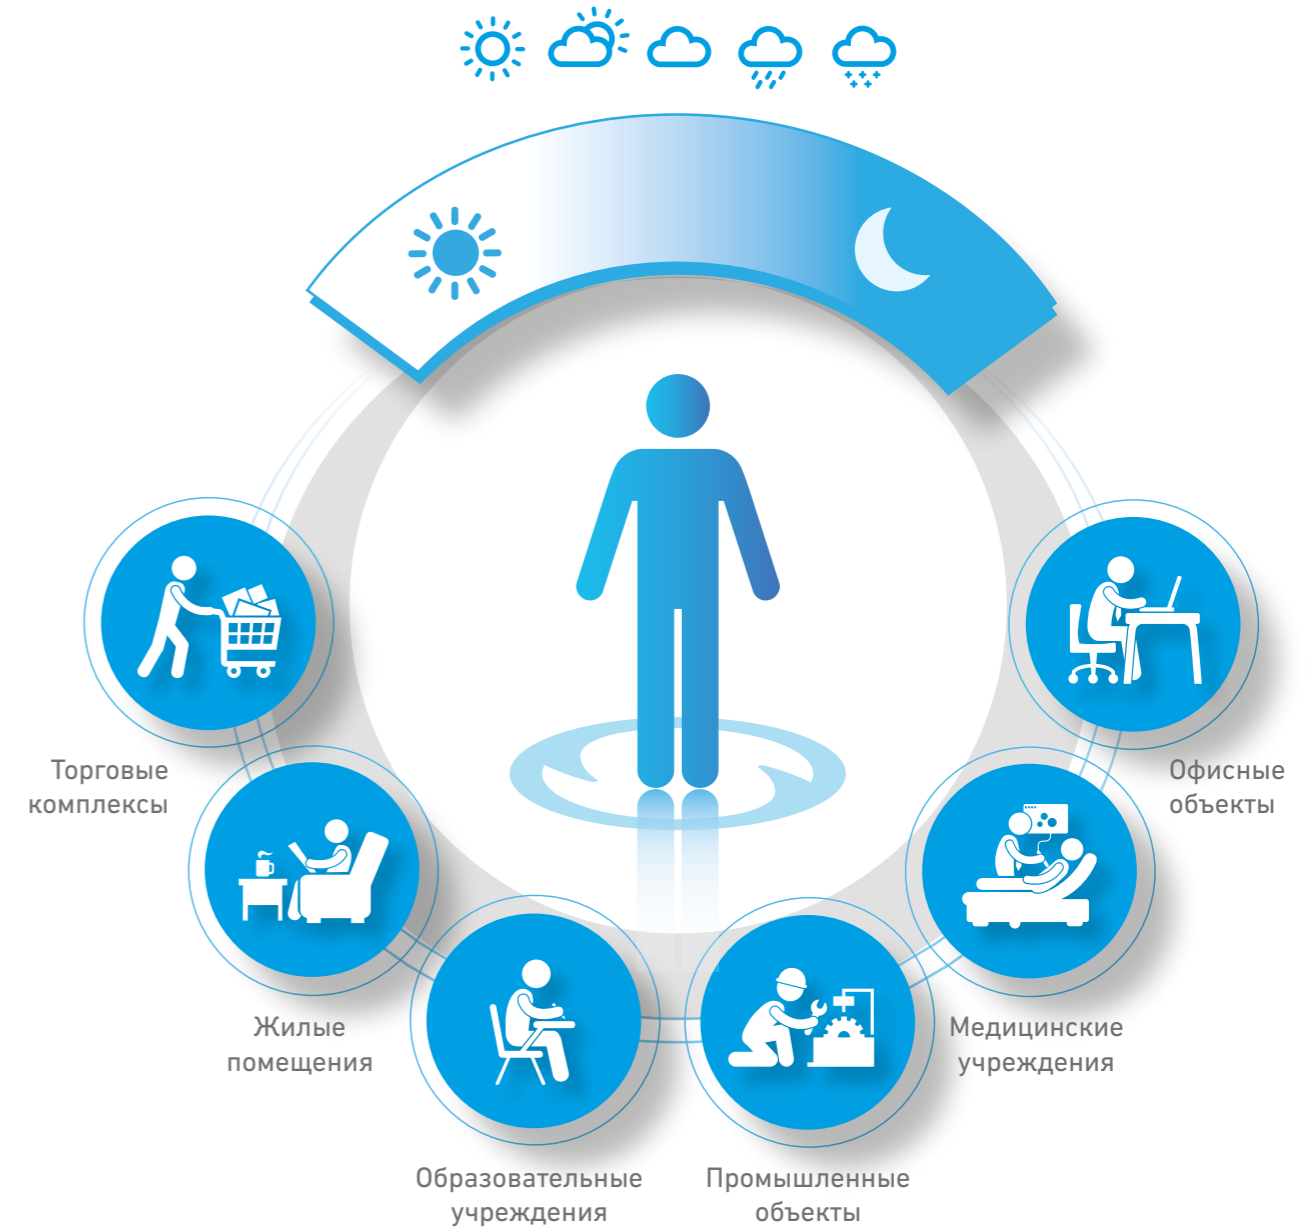 Торговые
комплексы
Офисные
объекты
Жилые
помещения
Медицинские
учреждения
Образовательные
учреждения
Промышленные
объекты